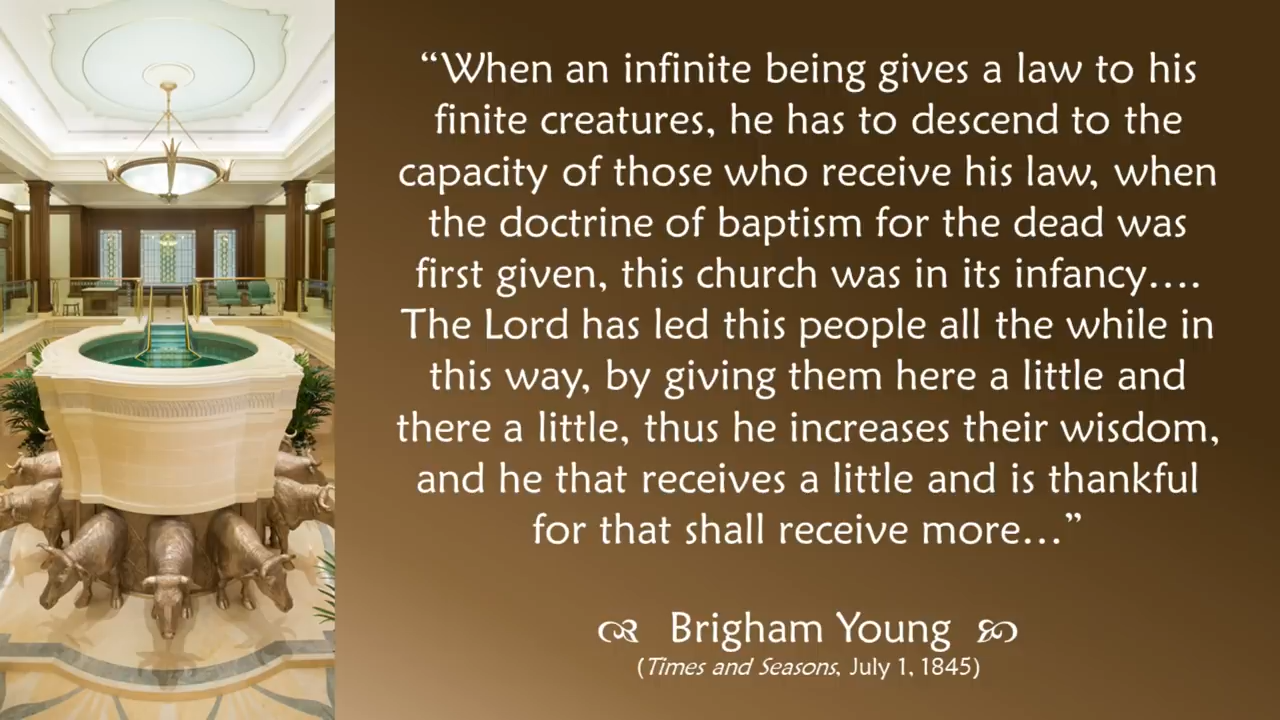 “When an infinite being gives a law to his
finite creatures, he has to descend to the
capacity of those who receive his law, when
the doctrine of baptism for the dead was
first given, this church was in its infancy….
The Lord has led this people all the while in
this way, by giving them here a little and
there a little, thus he increases their wisdom,
and he that receives a little and is thankful
for that shall receive more…”
Brigham Young
(Times and Seasons, July 1, 1845)